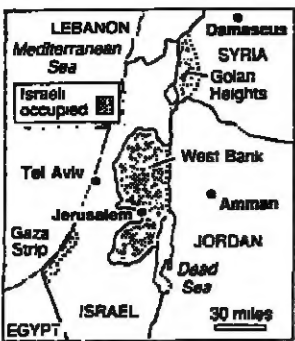 LEBANON
Damascus
Mediterranean
Sea
SYRIA
Golan
Heights
Israeli
occupied
West Bank
Tel Aviv
Amman
Jerusalem
Gaza
Strip
JORDAN
Dead
Sea
ISRAEL
30 miles
EGYPT